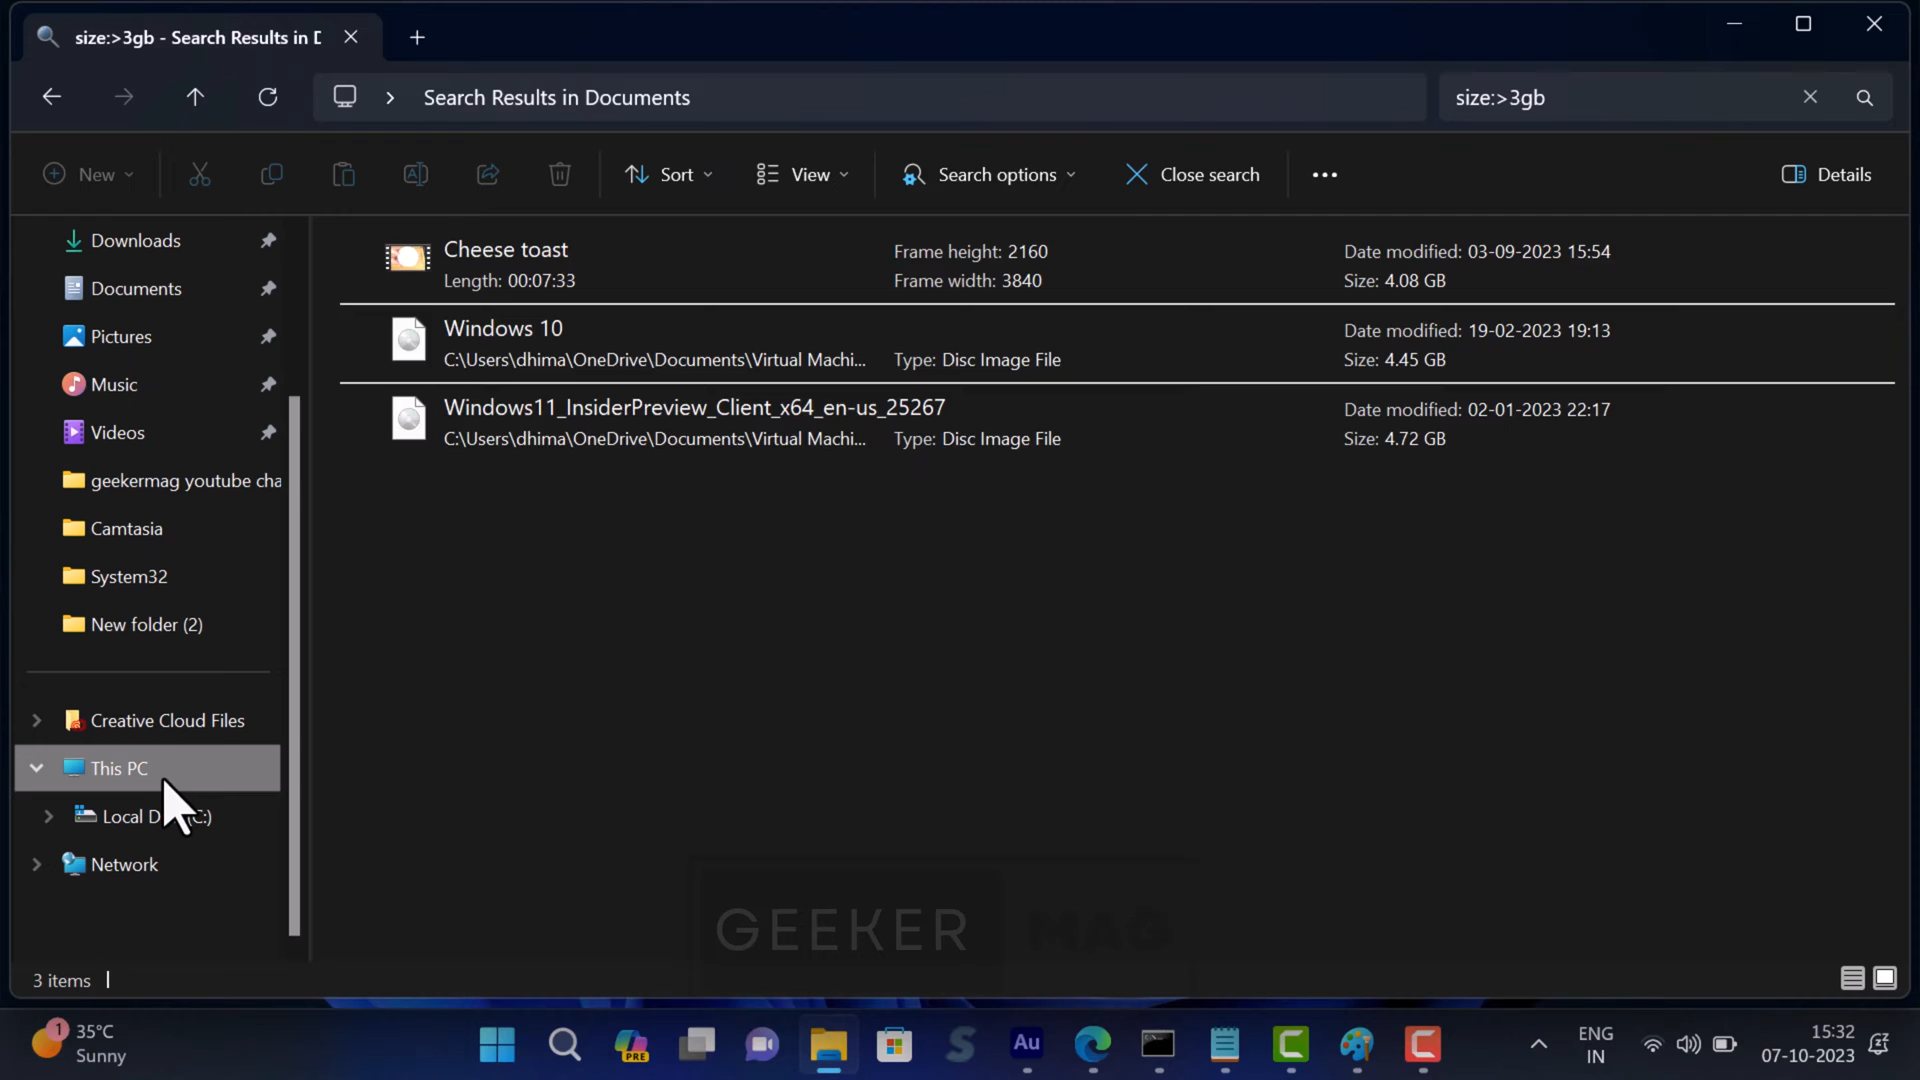 size:>3gb - Search Results in D
Search Results in Documents
size:>3gb
New
Sort
View
Search options
Close search
Details
Downloads
Documents
Pictures
Music
Videos
geekermag youtube cha
Camtasia
System32
New folder (2)
Creative Cloud Files
This PC
Local D C:)
Network
Cheese toast
Length: 00:07:33
Frame height: 2160
Frame width: 3840
Date modified: 03-09-2023 15:54
Size: 4.08 GB
Windows 10
C:\Users\dhima\OneDrive\Documents\Virtual Machi...
Type: Disc Image File
Date modified: 19-02-2023 19:13
Size: 4.45 GB
Windows11_InsiderPreview_Client_x64_en-us_25267
C:\Users\dhima\OneDrive\Documents\Virtual Machi...
Type: Disc Image File
Date modified: 02-01-2023 22:17
Size: 4.72 GB
GEEKER MAG
3 items
1
35°C
Sunny
PRE
Au
ENG
IN
15:32
07-10-2023